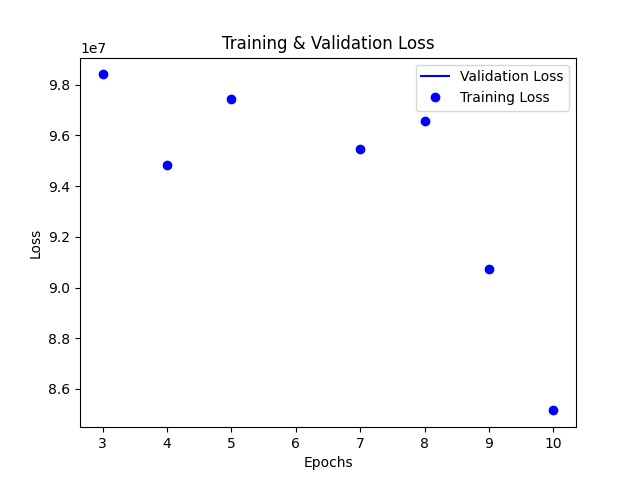 Training & Validation Loss
1e7
Validation Loss
Training Loss
9.8
9.6
9.4
9.2
9.0
8.8
8.6
Loss
3 4 5 6 7 8 9 10
Epochs